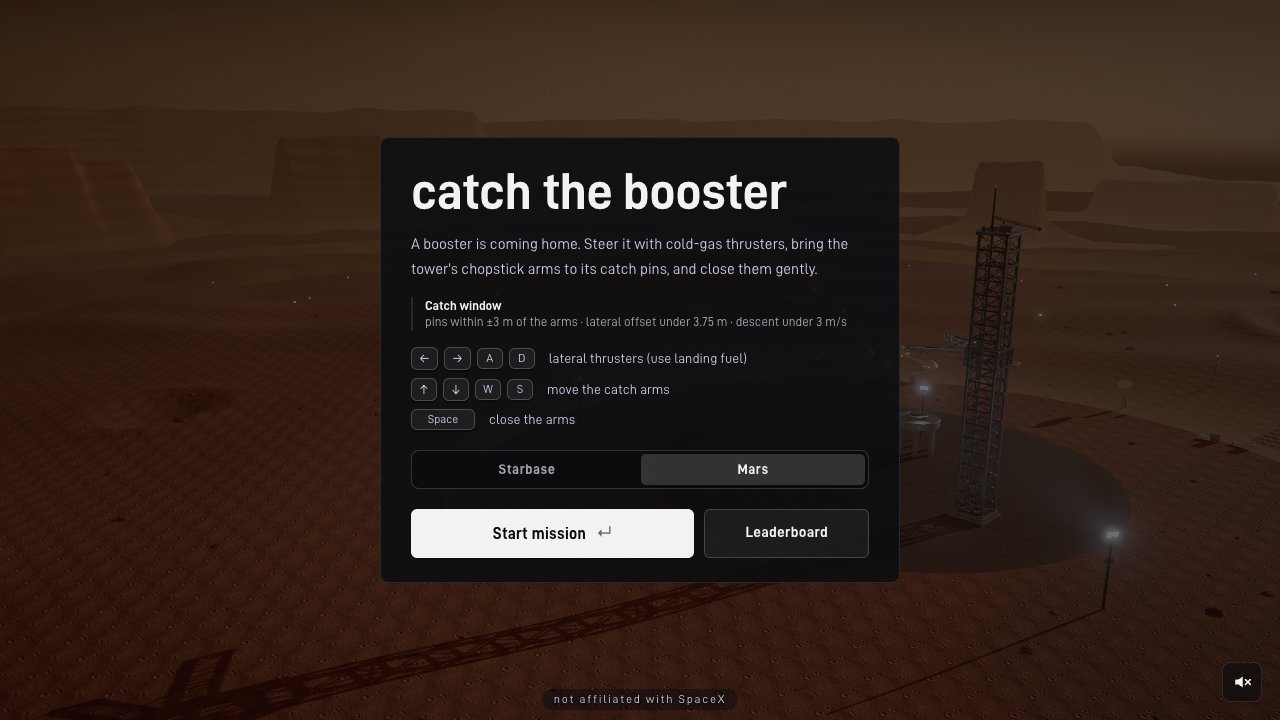 catch the booster
A booster is coming home. Steer it with cold-gas thrusters, bring the
tower's chopstick arms to its catch pins, and close them gently.
Catch window
pins within ±3 m of the arms · lateral offset under 3.75 m · descent under 3 m/s
← → A D lateral thrusters (use landing fuel)
↑ ↓ W S move the catch arms
Space close the arms
Starbase Mars
Start mission ↵ Leaderboard
not affiliated with SpaceX